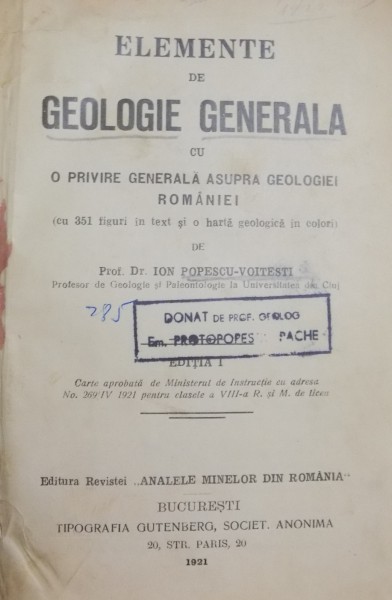 ELEMENTE
DE
GEOLOGIE GENERALA
CU
O PRIVIRE GENERALĂ ASUPRA GEOLOGIEI
ROMÂNIEI
(cu 351 figuri în text și o hartă geologică în colori)
DE
Prof. Dr. ION POPESCU-VOITESTI
Profesor de Geologie și Paleontologie la Universitatea din Cluj
785
DONAT DE PROF. GEOLOG
Em. PROTOPOPES PACHE
EDIȚIA I
Carte aprobată de Ministerul de Instrucție cu adresa
No. 269/IV 1921 pentru clasele a VIII-a R. și M. de liceu
Editura Revistei „ANALELE MINELOR DIN ROMÂNIA"
BUCUREȘTI
TIPOGRAFIA GUTENBERG, SOCIET. ANONIMA
20, STR. PARIS, 20
1921